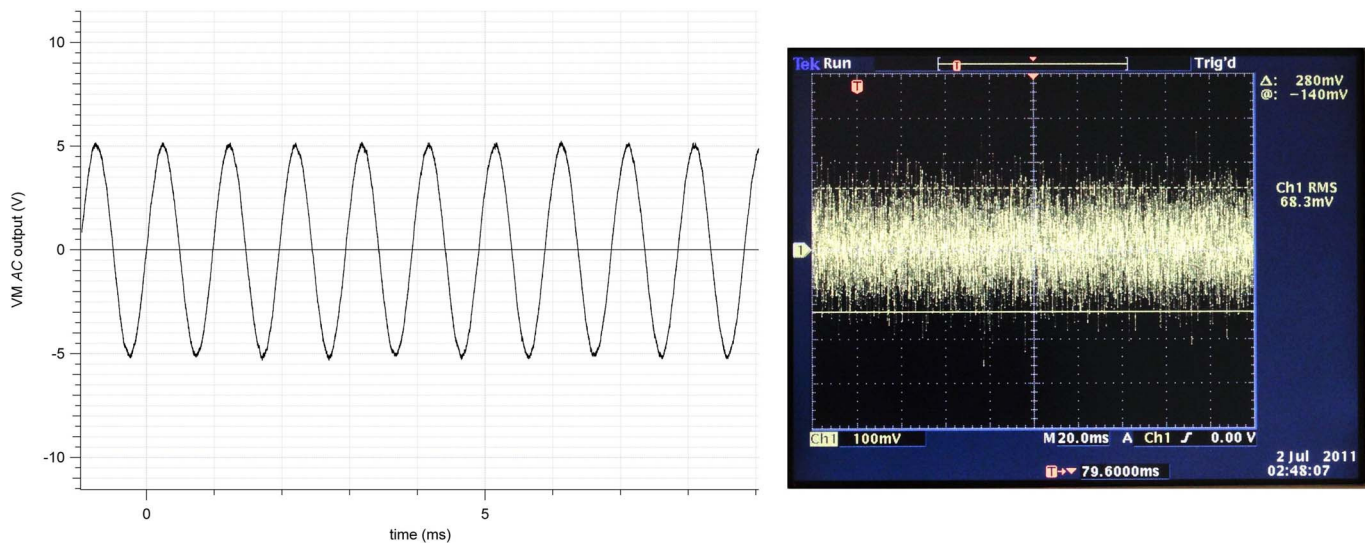 10
5
0
-5
-10
VM AC output (V)
0
5
time (ms)
Tek Run
Trig'd
T
T
Δ: 280mV
@: -140mV
Ch1 RMS
68.3mV
1
Ch1 100mV M 20.0ms A Ch1 0.00 V
T 79.6000ms
2 Jul 2011
02:48:07